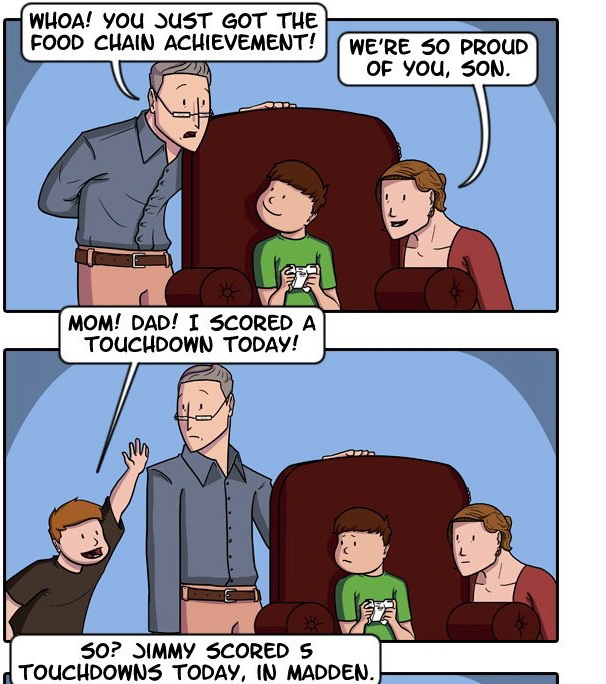 WHOA! YOU JUST GOT THE
FOOD CHAIN ACHIEVEMENT!
WE'RE SO PROUD
OF YOU, SON.
MOM! DAD! I SCORED A
TOUCHDOWN TODAY!
SO? JIMMY SCORED 5
TOUCHDOWNS TODAY, IN MADDEN.